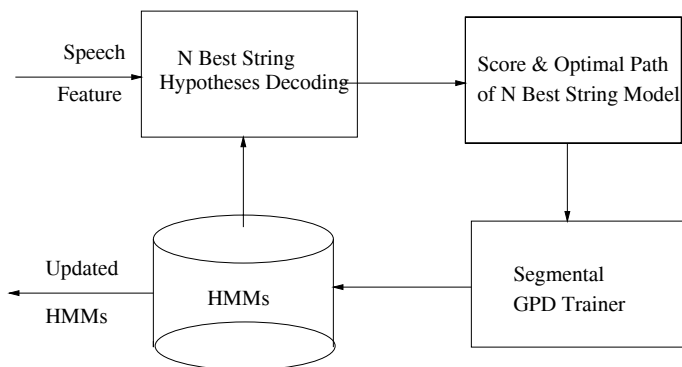 Speech
Feature
N Best String
Hypotheses Decoding
Score & Optimal Path
of N Best String Model
Updated
HMMs
HMMs
Segmental
GPD Trainer